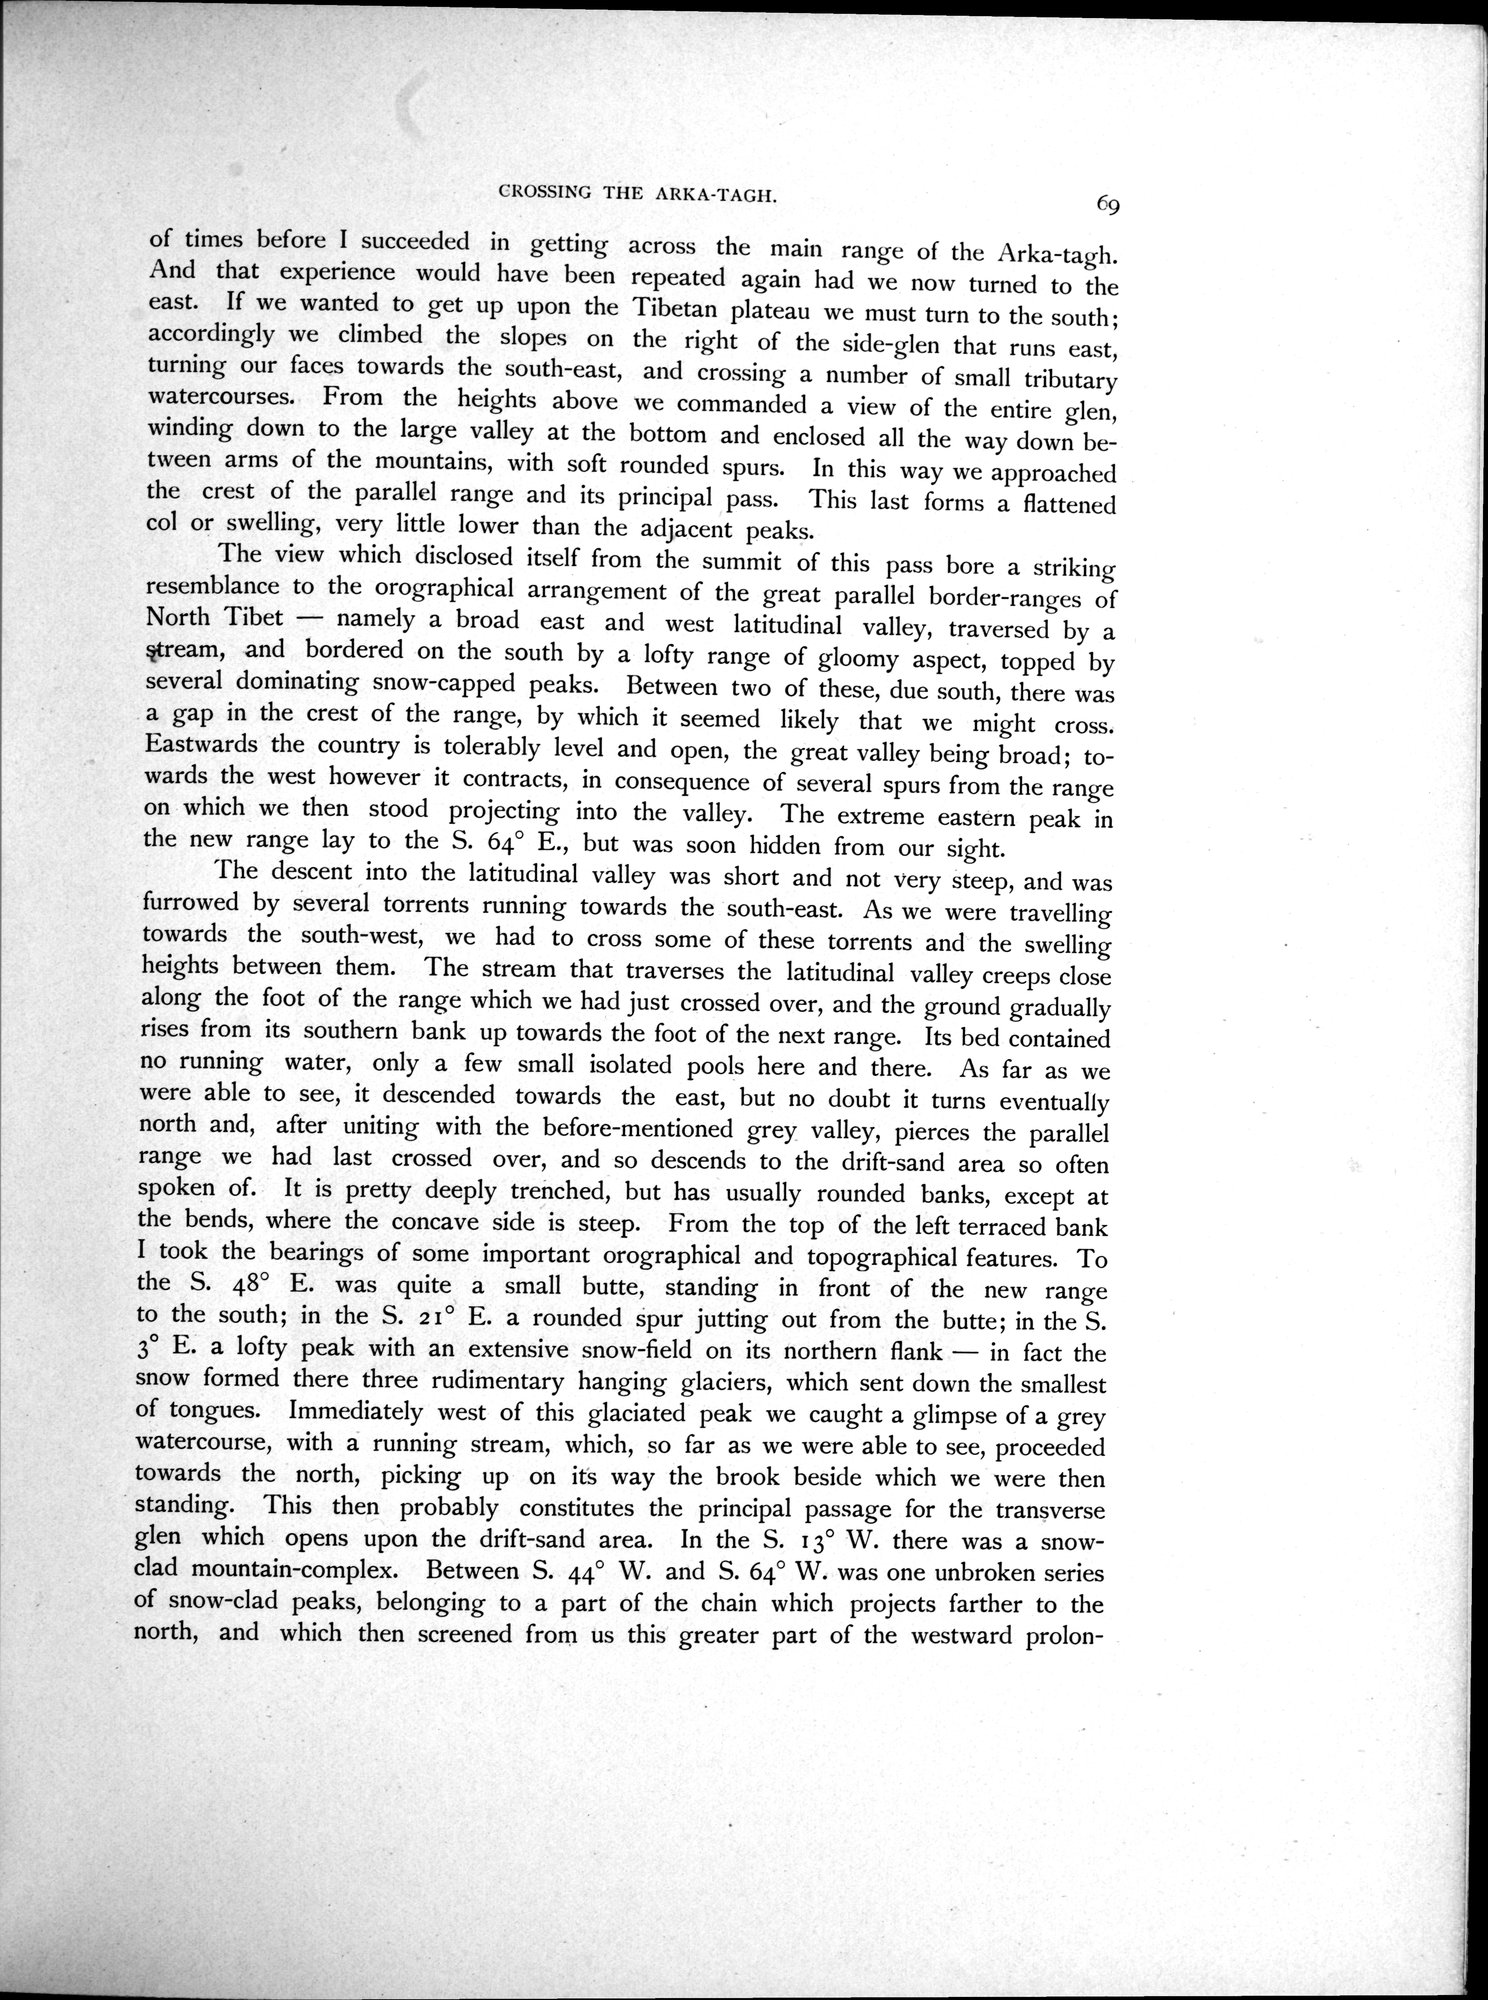 CROSSING THE ARKA-TAGH.
69
of times before I succeeded in getting across the main range of the Arka-tagh.
And that experience would have been repeated again had we now turned to the
east. If we wanted to get up upon the Tibetan plateau we must turn to the south;
accordingly we climbed the slopes on the right of the side-glen that runs east,
turning our faces towards the south-east, and crossing a number of small tributary
watercourses. From the heights above we commanded a view of the entire glen,
winding down to the large valley at the bottom and enclosed all the way down be-
tween arms of the mountains, with soft rounded spurs. In this way we approached
the crest of the parallel range and its principal pass. This last forms a flattened
col or swelling, very little lower than the adjacent peaks.
The view which disclosed itself from the summit of this pass bore a striking
resemblance to the orographical arrangement of the great parallel border-ranges of
North Tibet — namely a broad east and west latitudinal valley, traversed by a
stream, and bordered on the south by a lofty range of gloomy aspect, topped by
several dominating snow-capped peaks. Between two of these, due south, there was
a gap in the crest of the range, by which it seemed likely that we might cross.
Eastwards the country is tolerably level and open, the great valley being broad; to-
wards the west however it contracts, in consequence of several spurs from the range
on which we then stood projecting into the valley. The extreme eastern peak in
the new range lay to the S. 64° E., but was soon hidden from our sight.
The descent into the latitudinal valley was short and not very steep, and was
furrowed by several torrents running towards the south-east. As we were travelling
towards the south-west, we had to cross some of these torrents and the swelling
heights between them. The stream that traverses the latitudinal valley creeps close
along the foot of the range which we had just crossed over, and the ground gradually
rises from its southern bank up towards the foot of the next range. Its bed contained
no running water, only a few small isolated pools here and there. As far as we
were able to see, it descended towards the east, but no doubt it turns eventually
north and, after uniting with the before-mentioned grey valley, pierces the parallel
range we had last crossed over, and so descends to the drift-sand area so often
spoken of. It is pretty deeply trenched, but has usually rounded banks, except at
the bends, where the concave side is steep. From the top of the left terraced bank
I took the bearings of some important orographical and topographical features. To
the S. 48° E. was quite a small butte, standing in front of the new range
to the south; in the S. 21° E. a rounded spur jutting out from the butte; in the S.
3° E. a lofty peak with an extensive snow-field on its northern flank — in fact the
snow formed there three rudimentary hanging glaciers, which sent down the smallest
of tongues. Immediately west of this glaciated peak we caught a glimpse of a grey
watercourse, with a running stream, which, so far as we were able to see, proceeded
towards the north, picking up on its way the brook beside which we were then
standing. This then probably constitutes the principal passage for the transverse
glen which opens upon the drift-sand area. In the S. 13° W. there was a snow-
clad mountain-complex. Between S. 44° W. and S. 64° W. was one unbroken series
of snow-clad peaks, belonging to a part of the chain which projects farther to the
north, and which then screened from us this greater part of the westward prolon-